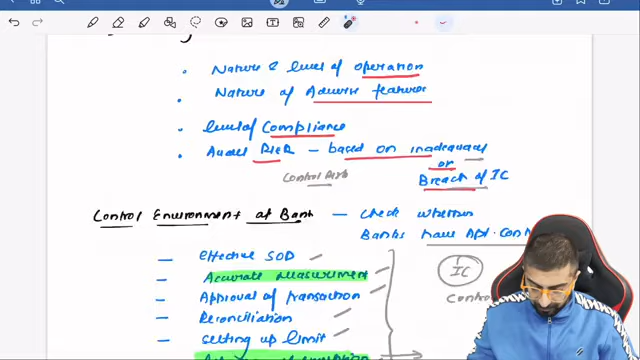 Nature & level of operation
Nature of Adverse features
level of Compliance
Audit Risk – based on inadequacy
or
Control Risk
Breach of IC
Control Environment at Bank – Check whether
Banks have Apt. Cont
– effective SOD
– Accurate measurement
IC
– Approval of transaction
Contro
– Reconciliation
– Setting up limit